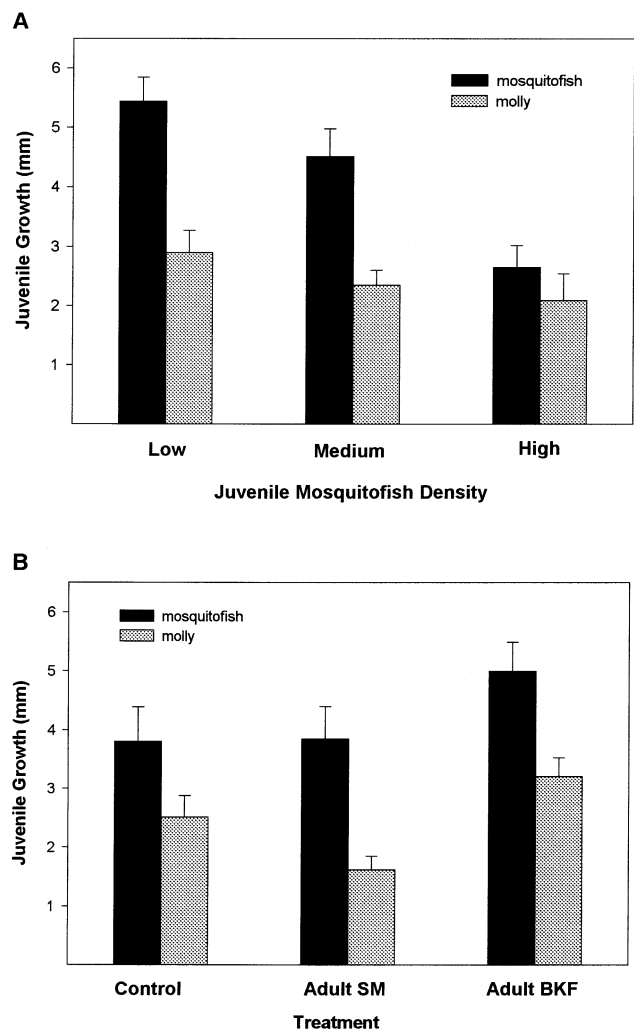 A
Juvenile Growth (mm)
6
5
4
3
2
1
mosquitofish
molly
Low
Medium
High
Juvenile Mosquitofish Density
B
Juvenile Growth (mm)
6
5
4
3
2
1
mosquitofish
molly
Control
Adult SM
Adult BKF
Treatment